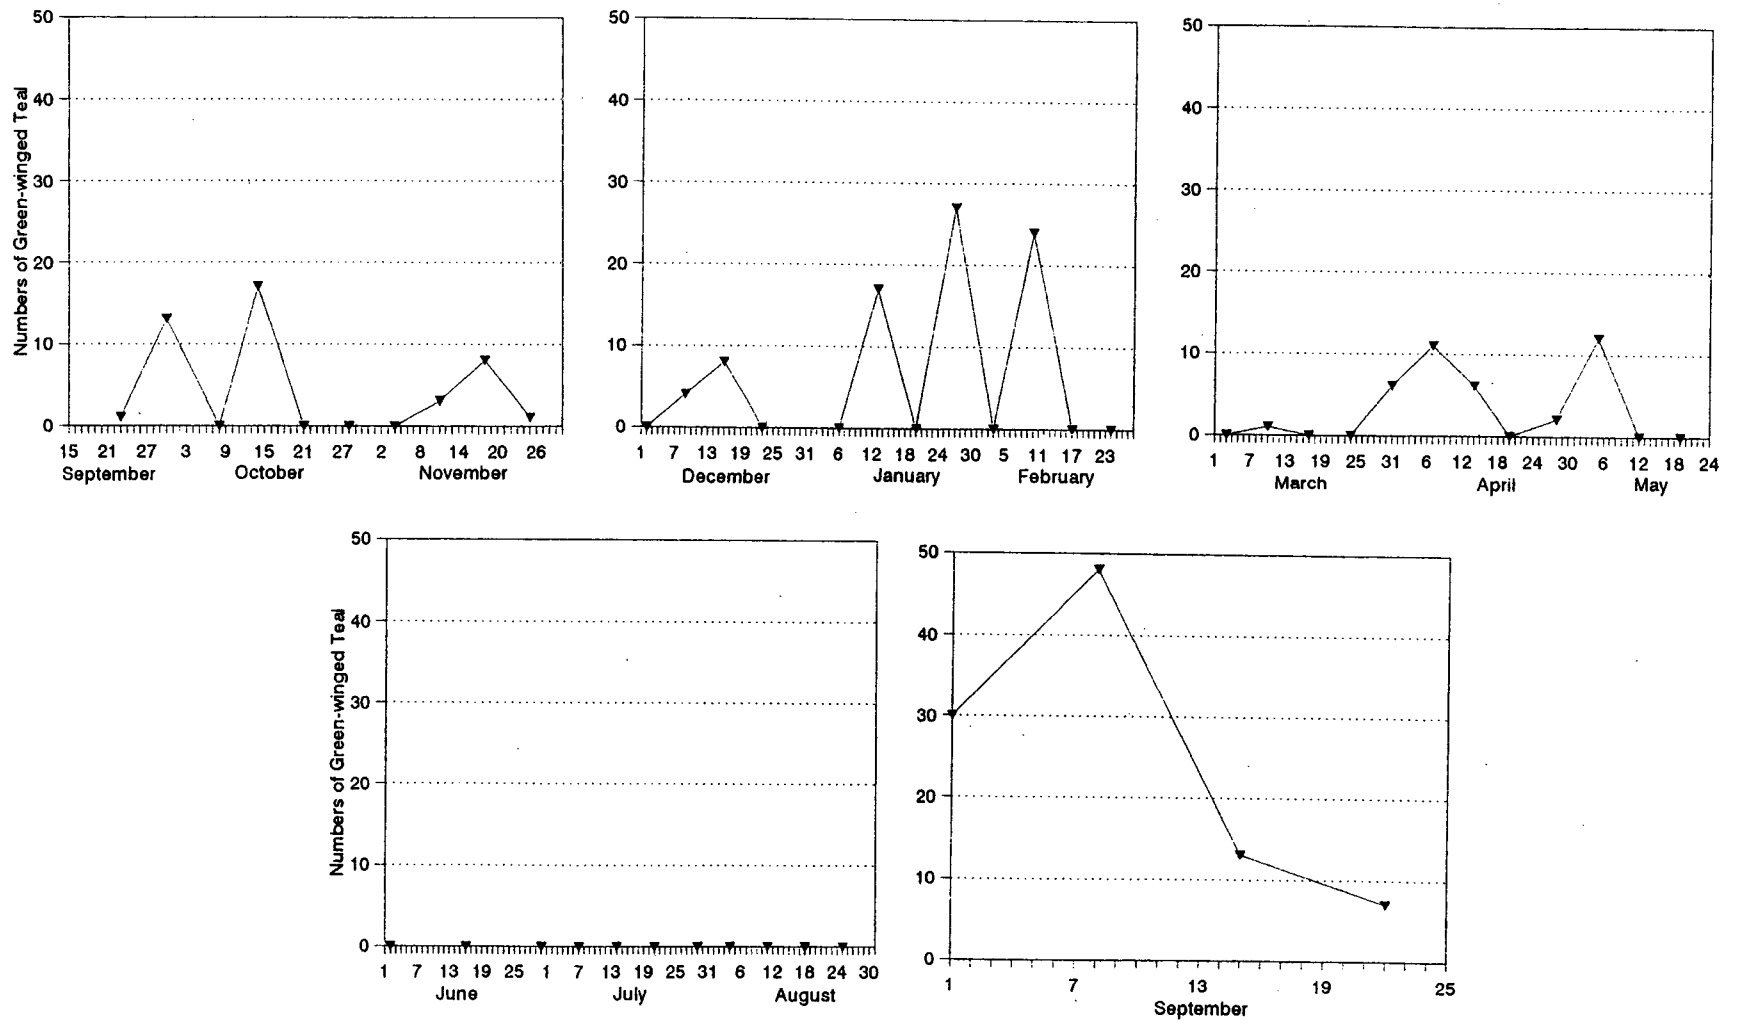 50
40
30
20
10
0
Numbers of Green-winged Teal
15 21 27 3 9 15 21 27 2 8 14 20 26
September October November
50
40
30
20
10
0
1 7 13 19 25 31 6 12 18 24 30 5 11 17 23
December January February
50
40
30
20
10
0
1 7 13 19 25 31 6 12 18 24 30 6 12 18 24
March April May
50
40
30
20
10
0
Numbers of Green-winged Teal
1 7 13 19 25 1 7 13 19 25 31 6 12 18 24 30
June July August
50
40
30
20
10
0
1 7 13 19 25
September